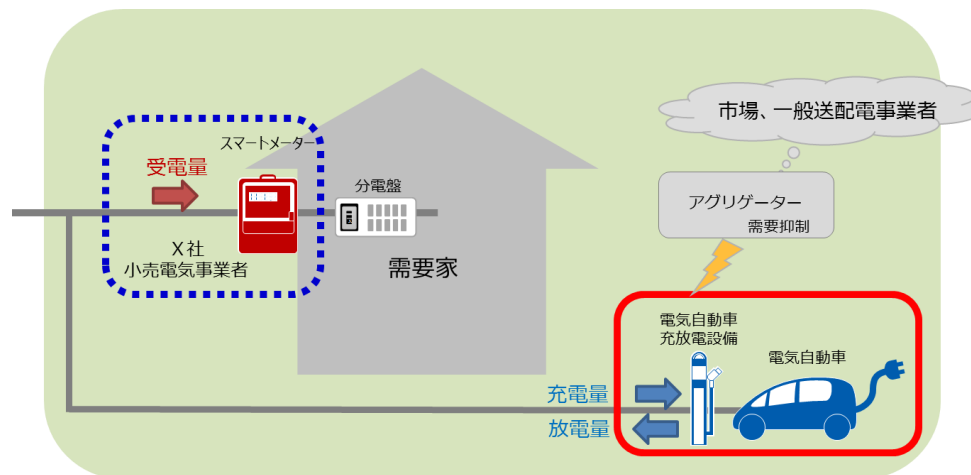 スマートメーター
受電量
分電盤
X社
小売電気事業者
需要家
市場、一般送配電事業者
アグリゲーター
需要抑制
電気自動車
充放電設備
電気自動車
充電量
放電量